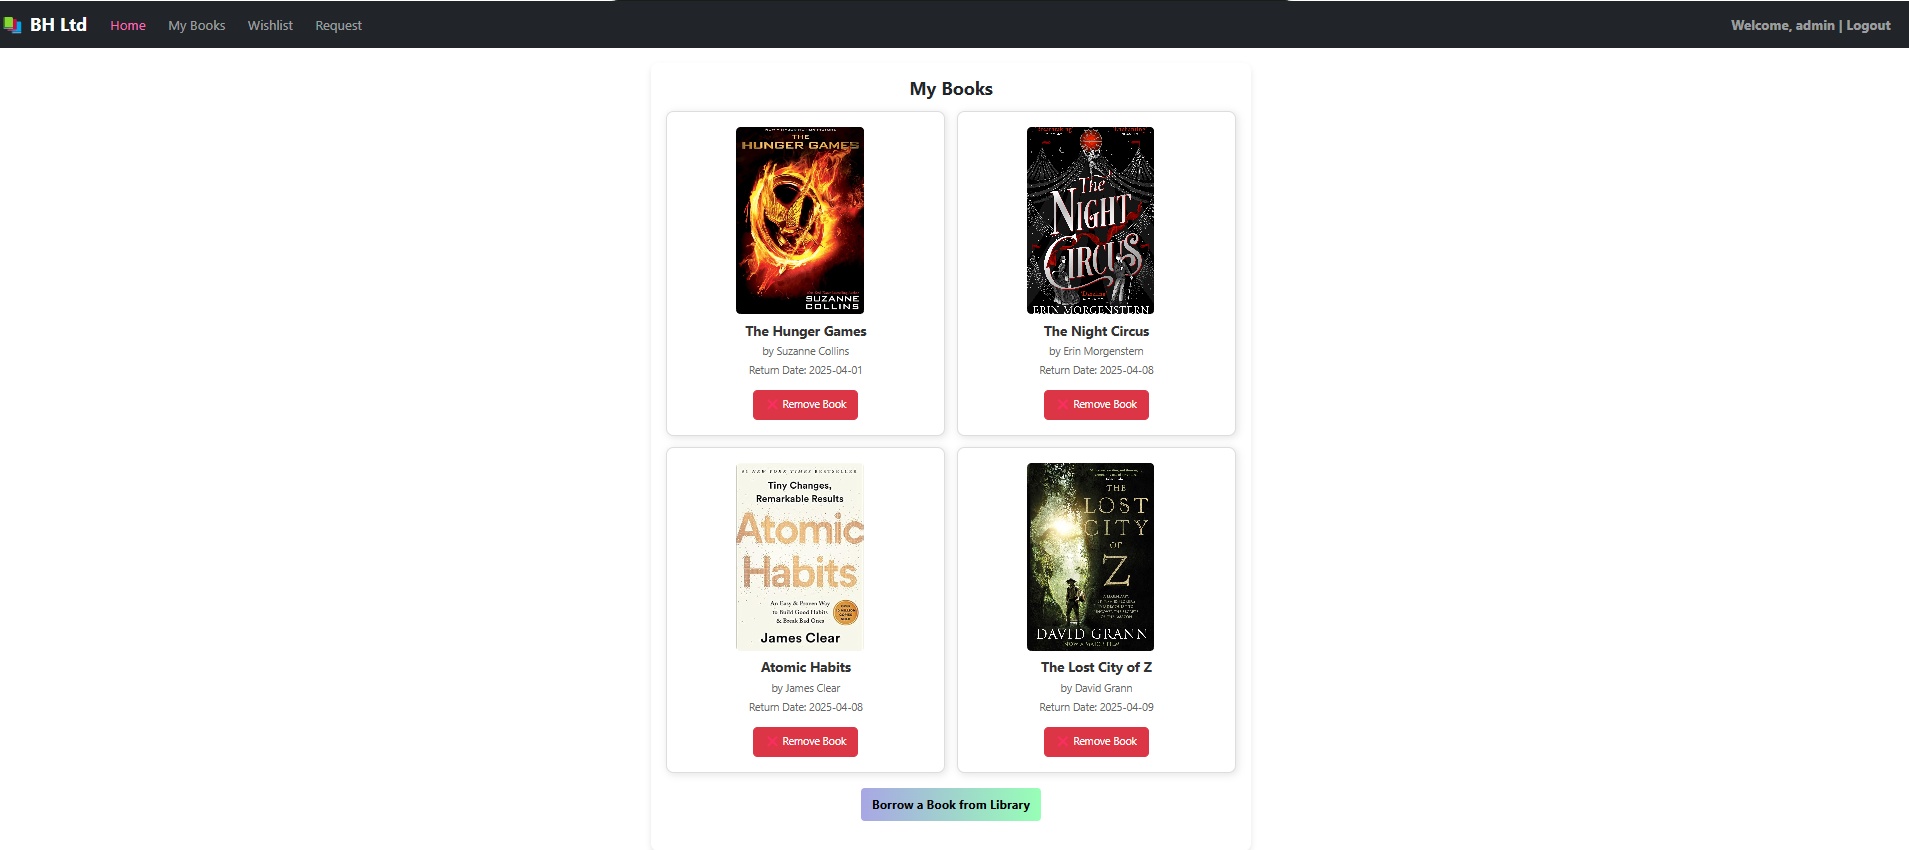 BH Ltd Home My Books Wishlist Request Welcome, admin | Logout
My Books
THE
HUNGER GAMES
SUZANNE
COLLINS
The Hunger Games
by Suzanne Collins
Return Date: 2025-04-01
Remove Book
The
NIGHT
CIRCUS
ERIN MORGENSTERN
The Night Circus
by Erin Morgenstern
Return Date: 2025-04-08
Remove Book
#1 NEW YORK TIMES BESTSELLER
Tiny Changes,
Remarkable Results
Atomic
Habits
An Easy & Proven Way
to Build Good Habits
& Break Bad Ones
James Clear
Atomic Habits
by James Clear
Return Date: 2025-04-08
Remove Book
THE
LOST
CITY
OF
Z
DAVID GRANN
The Lost City of Z
by David Grann
Return Date: 2025-04-09
Remove Book
Borrow a Book from Library